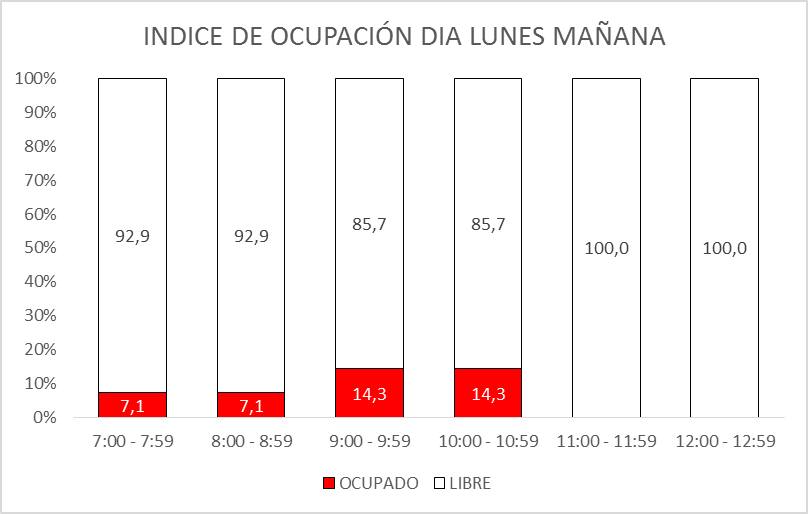 INDICE DE OCUPACIÓN DIA LUNES MAÑANA
100%
90%
80%
70%
60%
50%
40%
30%
20%
10%
0%
92,9 92,9 85,7 85,7 100,0 100,0
7,1 7,1 14,3 14,3
7:00 - 7:59 8:00 - 8:59 9:00 - 9:59 10:00 - 10:59 11:00 - 11:59 12:00 - 12:59
OCUPADO LIBRE